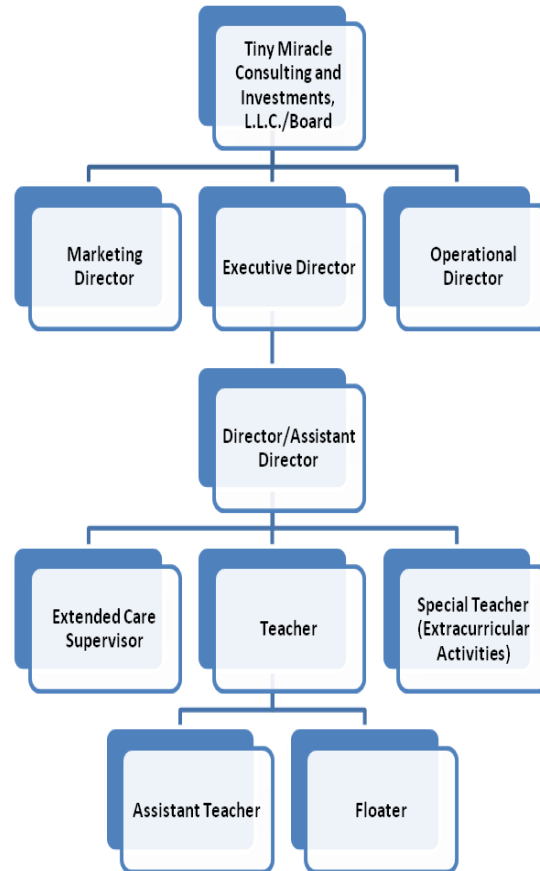 Tiny Miracle
Consulting and
Investments,
L.L.C./Board
Marketing
Director
Executive Director
Operational
Director
Director/Assistant
Director
Extended Care
Supervisor
Teacher
Special Teacher
(Extracurricular
Activities)
Assistant Teacher
Floater